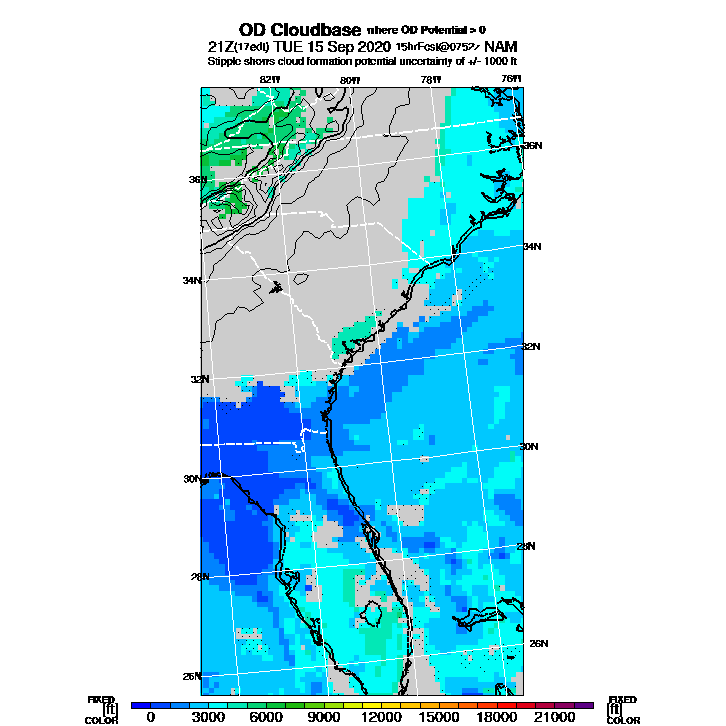 OD Cloudbase where OD Potential > 0
21Z(17edt) TUE 15 Sep 2020 15hrFcst@0752z NAM
Stipple shows cloud formation potential uncertainty of +/- 1000 ft
82W 80W 78W 76W
36N
36N
34N
34N
32N
32N
30N
30N
28N
28N
26N
26N
FIXED FIXED
[ft] [ft]
COLOR 0 3000 6000 9000 12000 15000 18000 21000 COLOR